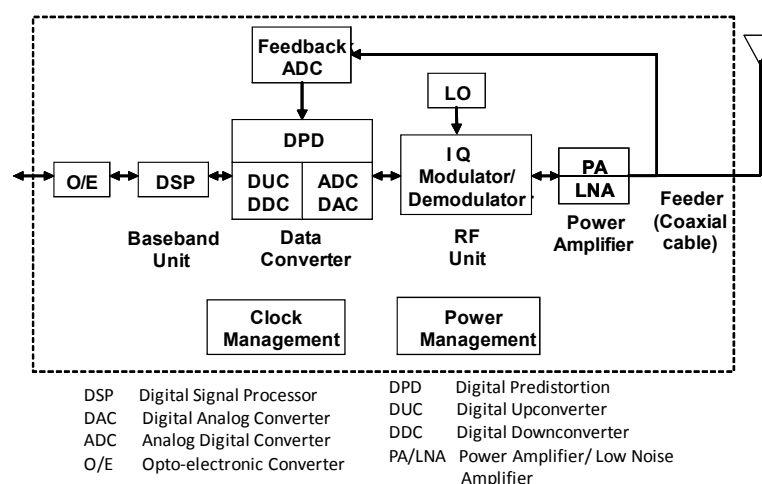 Feedback
ADC
LO
DPD
I Q
Modulator/
Demodulator
PA
LNA
O/E
DSP
DUC
DDC
ADC
DAC
Feeder
(Coaxial
cable)
Baseband
Unit
Data
Converter
RF
Unit
Power
Amplifier
Clock
Management
Power
Management
DSP Digital Signal Processor
DAC Digital Analog Converter
ADC Analog Digital Converter
O/E Opto-electronic Converter
DPD Digital Predistortion
DUC Digital Upconverter
DDC Digital Downconverter
PA/LNA Power Amplifier/ Low Noise
Amplifier